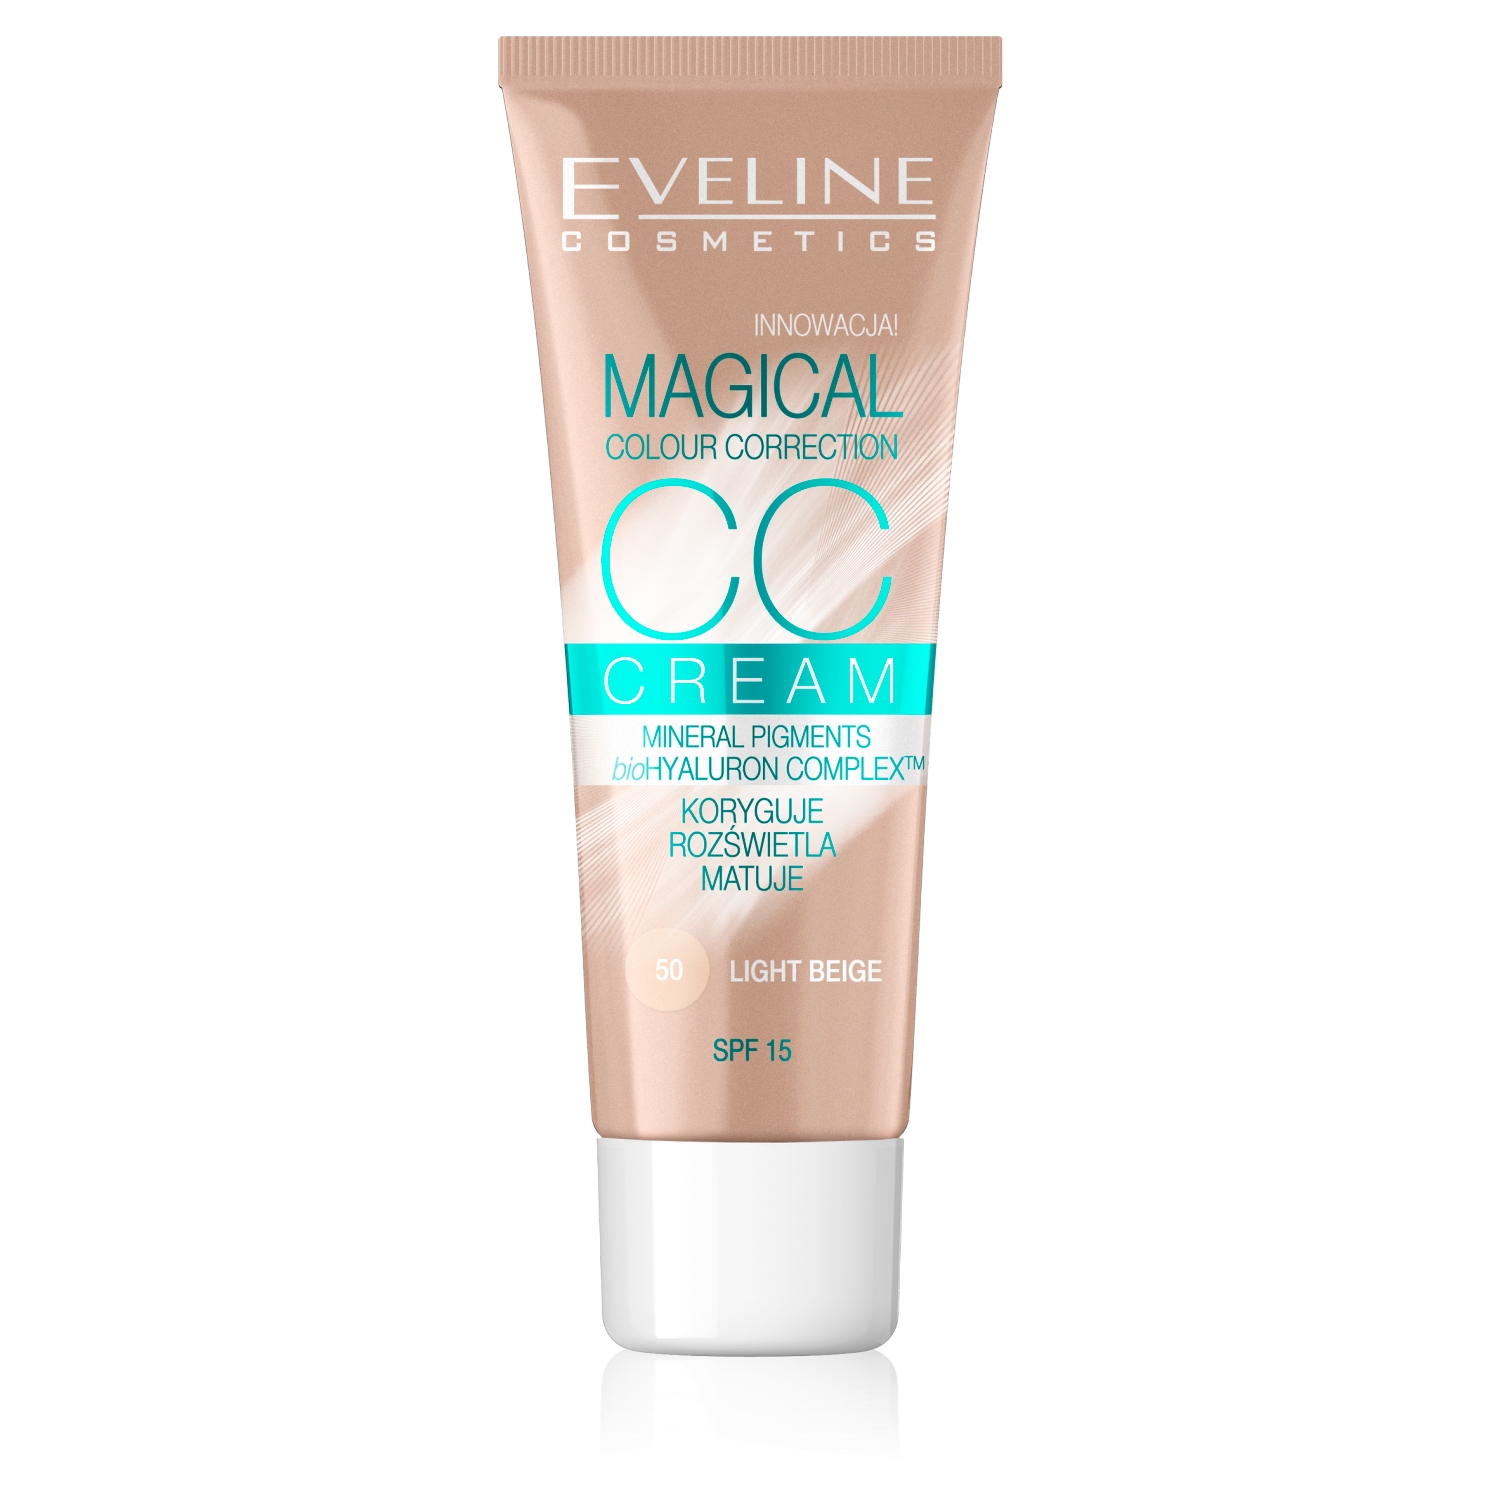 EVELINE
COSMETICS
INNOWACJA!
MAGICAL
COLOUR CORRECTION
CC
CREAM
MINERAL PIGMENTS
bioHYALURON COMPLEX™
KORYGUJE
ROZŚWIETLA
MATUJE
50 LIGHT BEIGE
SPF 15